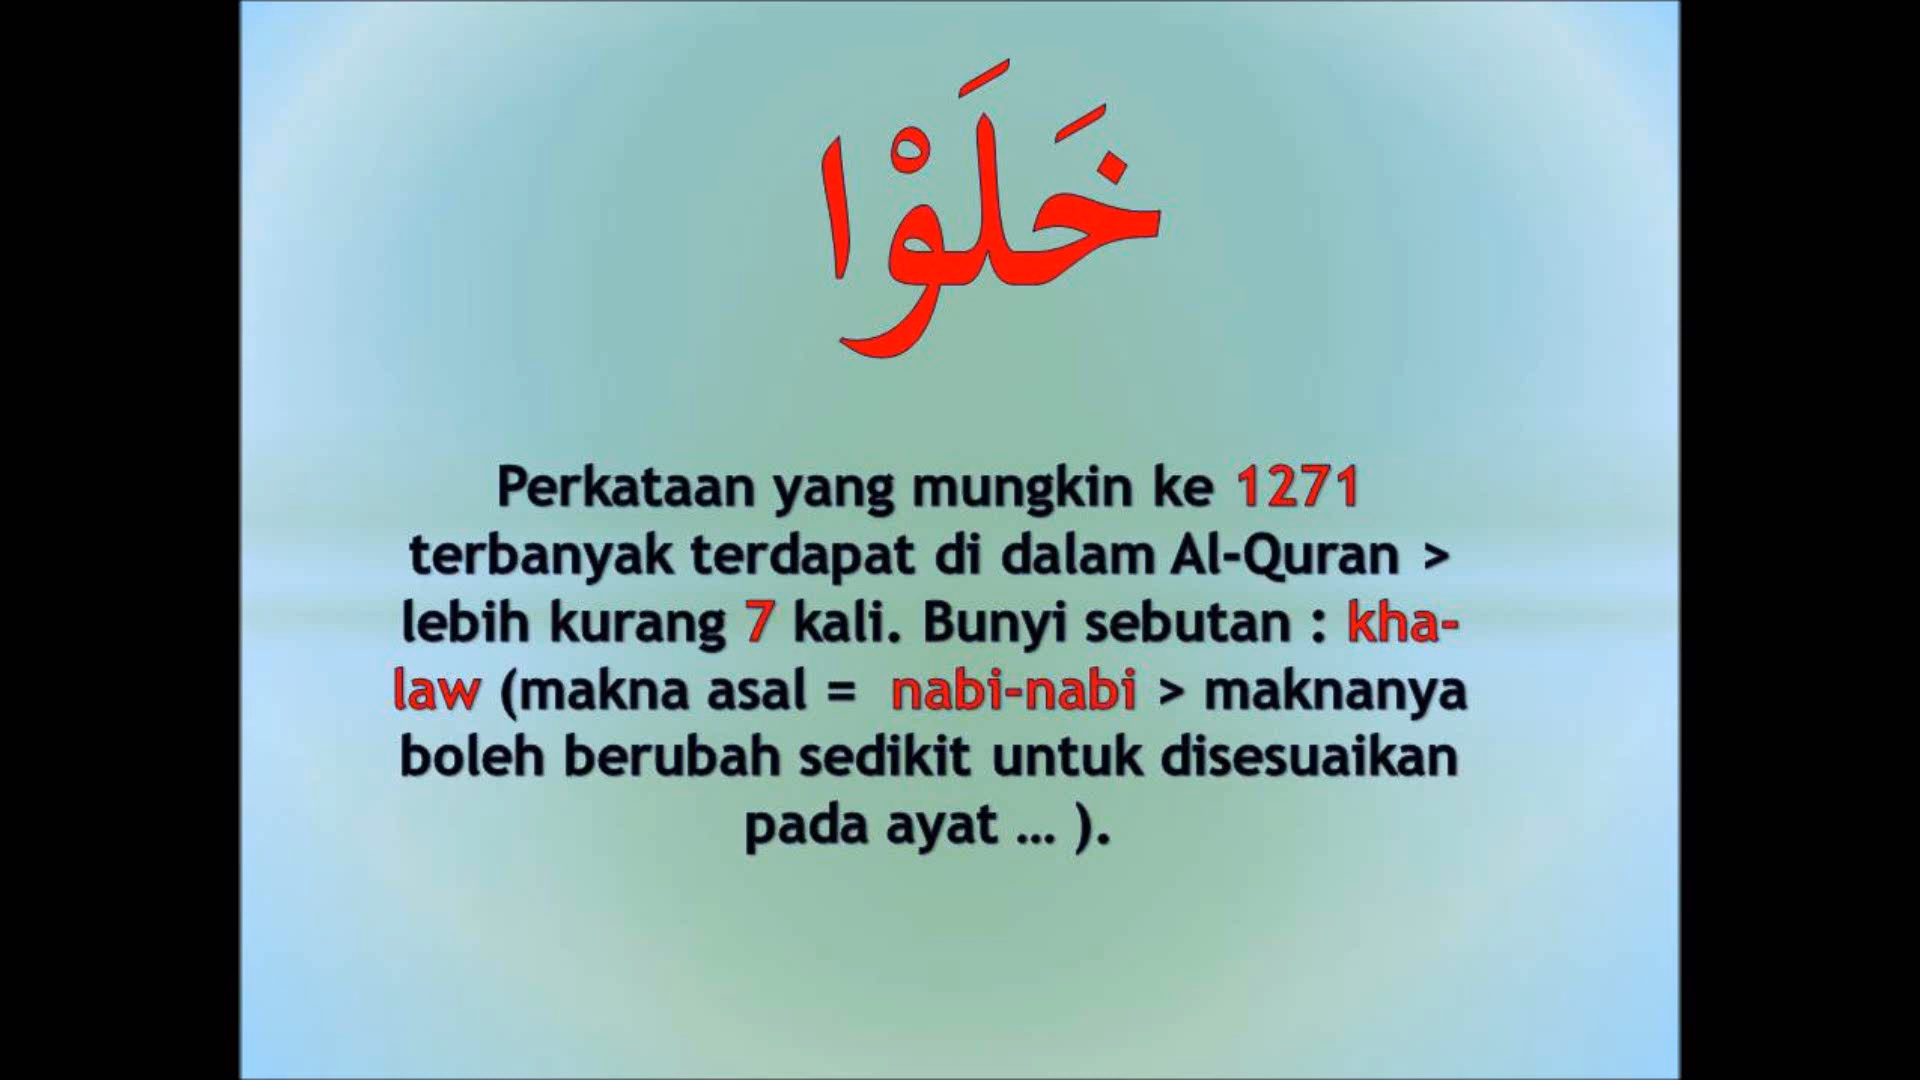 خَلَوْا
Perkataan yang mungkin ke 1271
terbanyak terdapat di dalam Al-Quran >
lebih kurang 7 kali. Bunyi sebutan : kha-
law (makna asal = nabi-nabi > maknanya
boleh berubah sedikit untuk disesuaikan
pada ayat ... ).